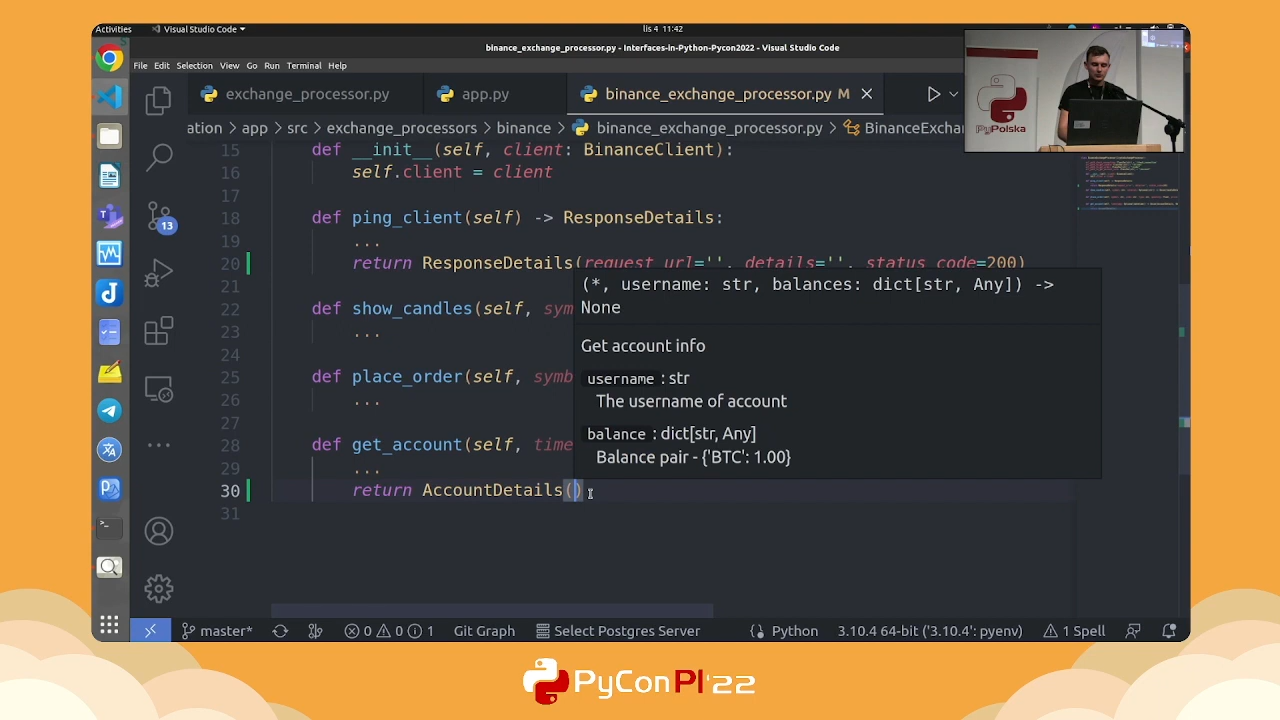 Activities
Visual Studio Code
lis 4 11:42
binance_exchange_processor.py - Interfaces-in-Python-Pycon2022 - Visual Studio Code
File Edit Selection View Go Run Terminal Help
exchange_processor.py
app.py
binance_exchange_processor.py M
ation > app > src > exchange_processors > binance > binance_exchange_processor.py > BinanceExch
PyPolska
15 def __init__(self, client: BinanceClient):
16 self.client = client
17
18 def ping_client(self) -> ResponseDetails:
19 ...
20 return ResponseDetails(request_url='', details='', status_code=200)
21
22 def show_candles(self, sym
23 ...
24
25 def place_order(self, symb
26 ...
27
28 def get_account(self, time
29 ...
30 return AccountDetails()
31
(*, username: str, balances: dict[str, Any]) ->
None
Get account info
username : str
The username of account
balance : dict[str, Any]
Balance pair - {'BTC': 1.00}
13
master*
0 0 1
Git Graph
Select Postgres Server
Python
3.10.4 64-bit ('3.10.4': pyenv)
1 Spell
PyConPl'22